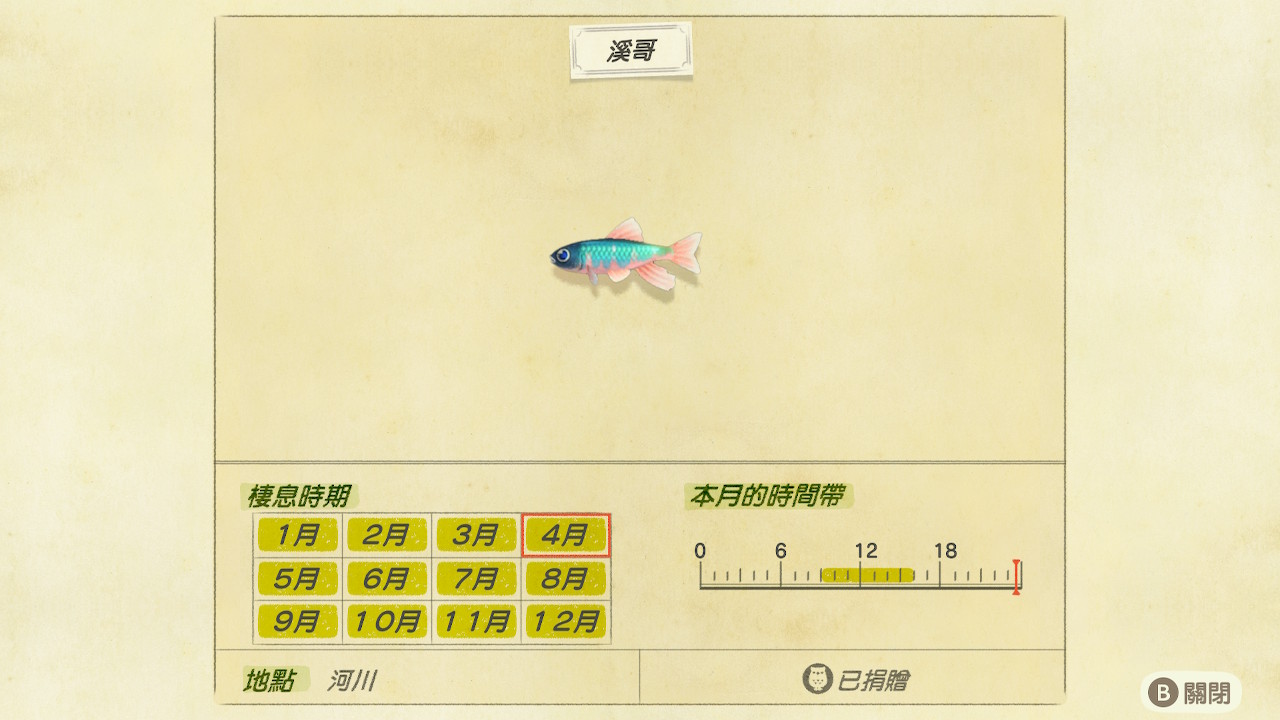 溪哥
棲息時期
1月 2月 3月 4月
5月 6月 7月 8月
9月 10月 11月 12月
本月的時間帶
0 6 12 18
地點 河川
已捐贈
B 關閉